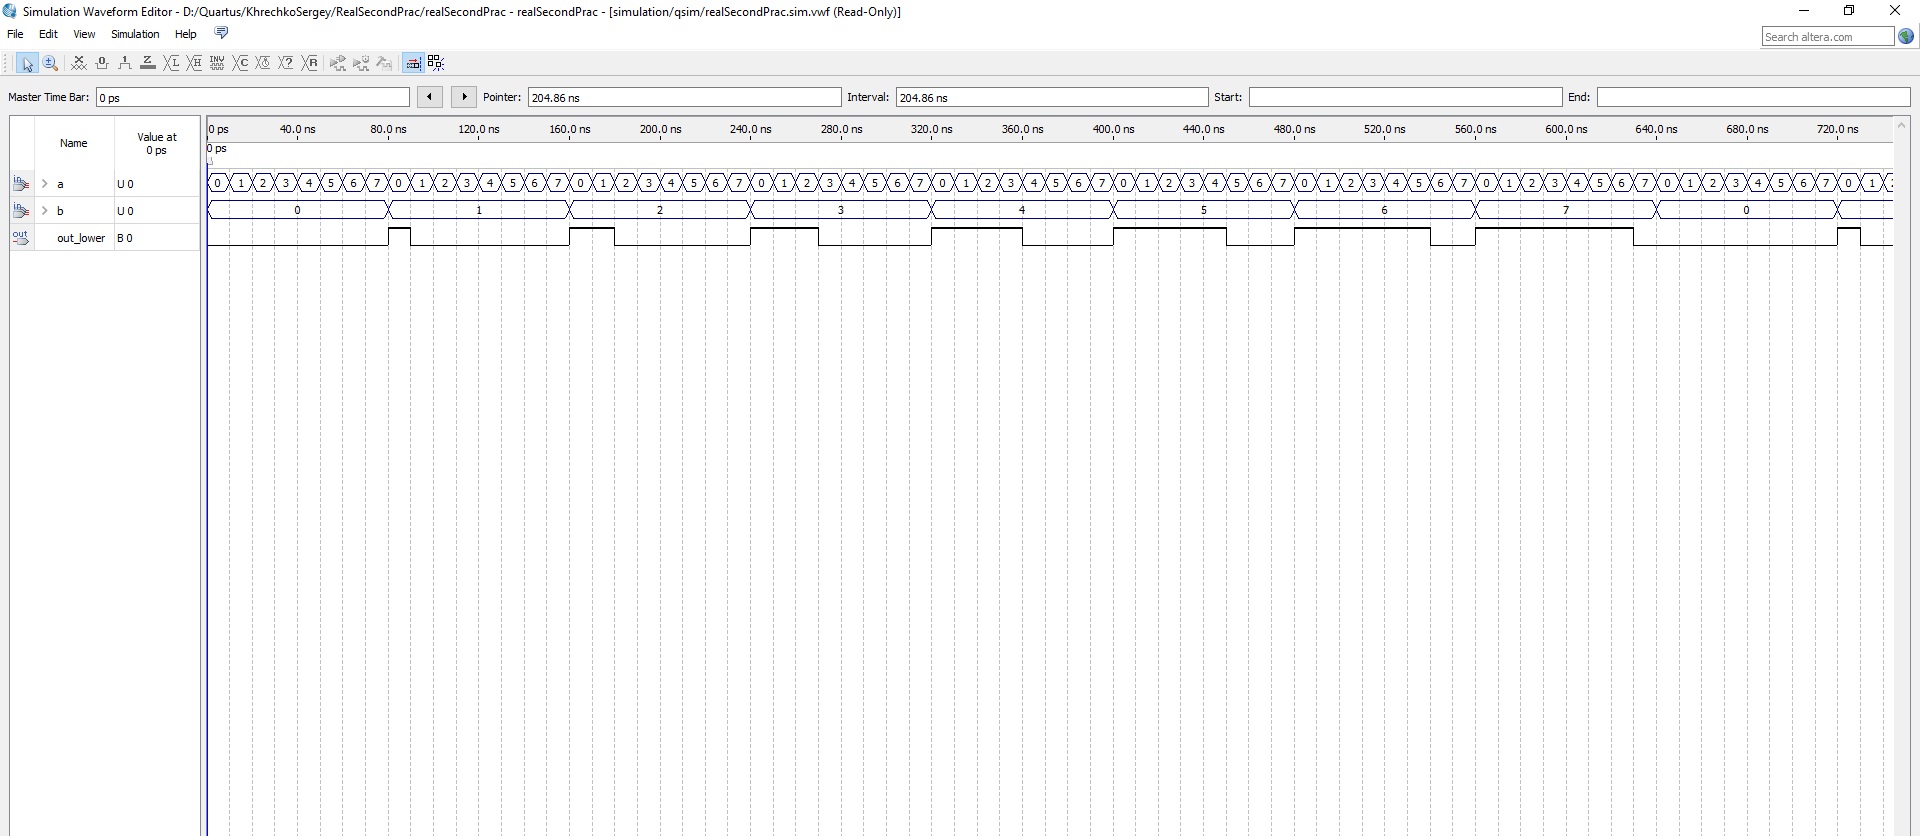 Simulation Waveform Editor - D:/Quartus/KhrechkoSergey/RealSecondPrac/realSecondPrac - realSecondPrac - [simulation/qsim/realSecondPrac.sim.vwf (Read-Only)]
File Edit View Simulation Help
Search altera.com
Master Time Bar: 0 ps Pointer: 204.86 ns Interval: 204.86 ns Start: End:
Name Value at 0 ps
0 ps 40.0 ns 80.0 ns 120.0 ns 160.0 ns 200.0 ns 240.0 ns 280.0 ns 320.0 ns 360.0 ns 400.0 ns 440.0 ns 480.0 ns 520.0 ns 560.0 ns 600.0 ns 640.0 ns 680.0 ns 720.0 ns
0 ps
in a U 0 0 1 2 3 4 5 6 7 0 1 2 3 4 5 6 7 0 1 2 3 4 5 6 7 0 1 2 3 4 5 6 7 0 1 2 3 4 5 6 7 0 1 2 3 4 5 6 7 0 1 2 3 4 5 6 7 0 1 2 3 4 5 6 7 0 1 2 3 4 5 6 7 0 1
in b U 0 0 1 2 3 4 5 6 7 0
out out_lower B 0